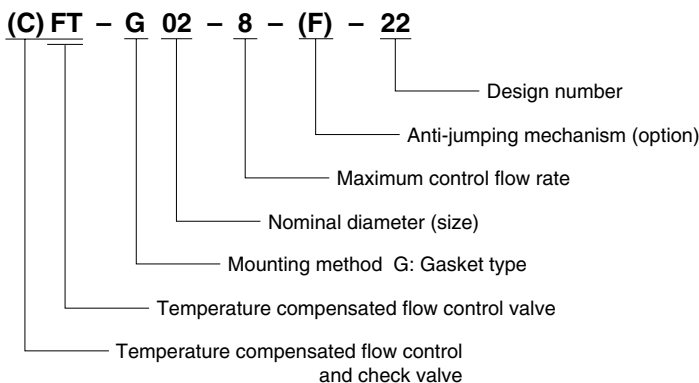 (C) FT – G 02 – 8 – (F) – 22
Design number
Anti-jumping mechanism (option)
Maximum control flow rate
Nominal diameter (size)
Mounting method G: Gasket type
Temperature compensated flow control valve
Temperature compensated flow control
and check valve